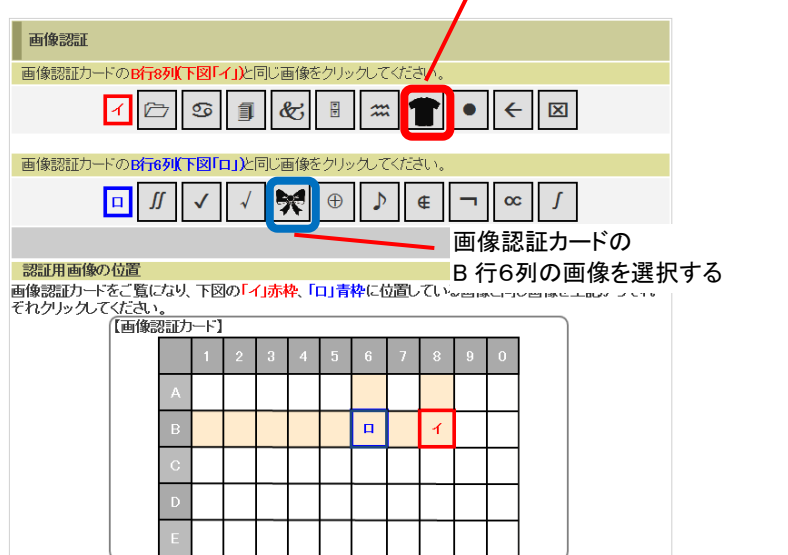 画像認証
画像認証カードのB行8列(下図「イ」)と同じ画像をクリックしてください。
イ
画像認証カードのB行6列(下図「ロ」)と同じ画像をクリックしてください。
ロ
画像認証カードの
B 行6列の画像を選択する
認証用画像の位置
画像認証カードをご覧になり、下図の「イ」赤枠、「ロ」青枠に位置している
ぞれクリックしてください。
【画像認証カード】
1 2 3 4 5 6 7 8 9 0
A
B ロ イ
C
D
E